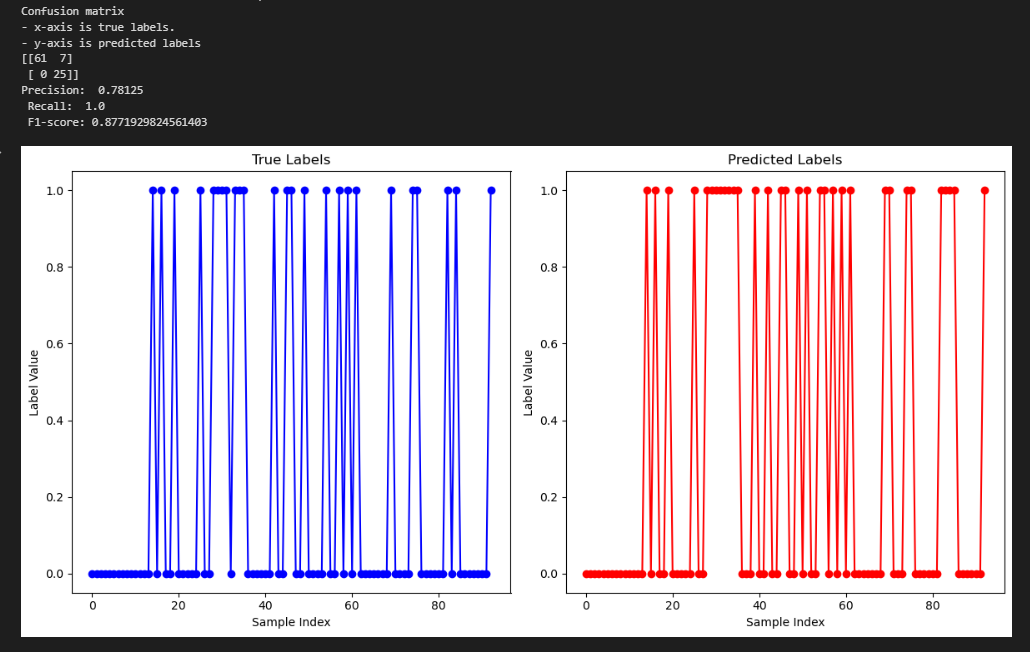 Confusion matrix
- x-axis is true labels.
- y-axis is predicted labels
[[61  7]
 [ 0 25]]
Precision:  0.78125
 Recall:  1.0
 F1-score: 0.8771929824561403
True Labels
1.0
0.8
0.6
0.4
0.2
0.0
Label Value
0 20 40 60 80
Sample Index
Predicted Labels
1.0
0.8
0.6
0.4
0.2
0.0
Label Value
0 20 40 60 80
Sample Index